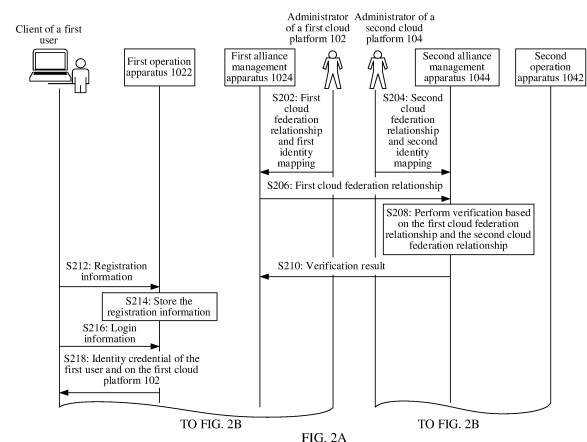 Client of a first
user
First operation
apparatus 1022
First alliance
management
apparatus 1024
Administrator
of a first cloud
platform 102
Administrator of a
second cloud
platform 104
Second alliance
management
apparatus 1044
Second
operation
apparatus 1042
S202: First
cloud
federation
relationship
and first
identity
mapping
S204: Second
cloud
federation
relationship
and second
identity
mapping
S206: First cloud federation relationship
S208: Perform verification based
on the first cloud federation
relationship and the second cloud
federation relationship
S210: Verification result
S212: Registration
information
S214: Store the
registration information
S216: Login
information
S218: Identity credential of the
first user and on the first cloud
platform 102
TO FIG. 2B
TO FIG. 2B
FIG. 2A